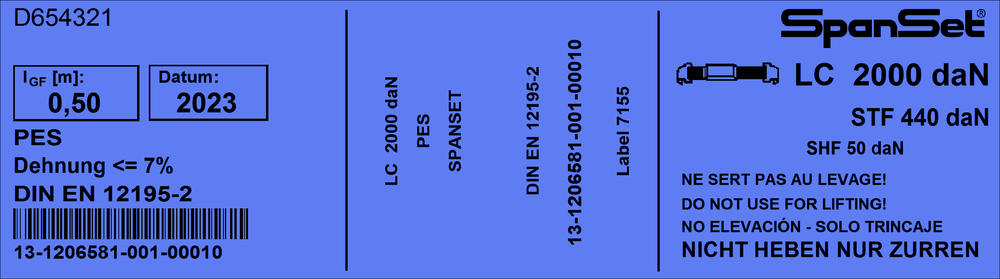 D654321
IGF [m]:
0,50
Datum:
2023
PES
Dehnung <= 7%
DIN EN 12195-2
13-1206581-001-00010
LC 2000 daN
PES
SPANSET
DIN EN 12195-2
13-1206581-001-00010
Label 7155
SpanSet®
LC 2000 daN
STF 440 daN
SHF 50 daN
NE SERT PAS AU LEVAGE!
DO NOT USE FOR LIFTING!
NO ELEVACIÓN - SOLO TRINCAJE
NICHT HEBEN NUR ZURREN